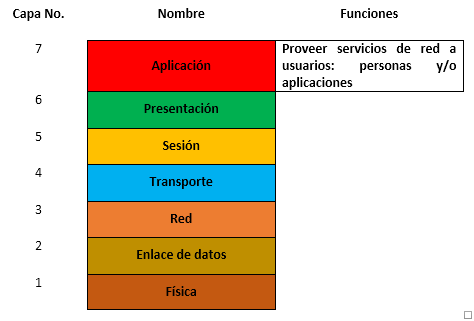 Capa No. Nombre Funciones
7 Aplicación Proveer servicios de red a
usuarios: personas y/o
aplicaciones
6 Presentación
5 Sesión
4 Transporte
3 Red
2 Enlace de datos
1 Física